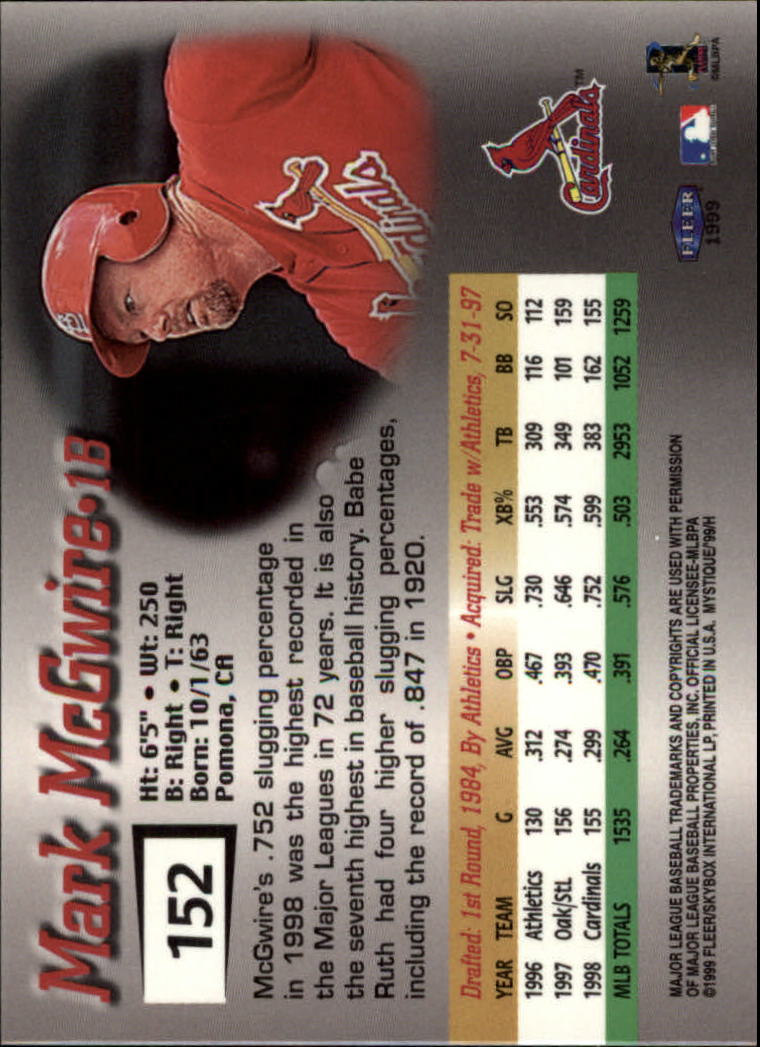 Mark McGwire•1B
152
Ht: 6'5" • Wt: 250
B: Right • T: Right
Born: 10/1/63
Pomona, CA
McGwire's .752 slugging percentage
in 1998 was the highest recorded in
the Major Leagues in 72 years. It is also
the seventh highest in baseball history. Babe
Ruth had four higher slugging percentages,
including the record of .847 in 1920.
Cardinals
StL
Drafted: 1st Round, 1984, By Athletics • Acquired: Trade w/Athletics, 7-31-97
YEAR TEAM G AVG OBP SLG XB% TB BB SO
1996 Athletics 130 .312 .467 .730 .553 309 116 112
1997 Oak/StL 156 .274 .393 .646 .574 349 101 159
1998 Cardinals 155 .299 .470 .752 .599 383 162 155
MLB TOTALS 1535 .264 .391 .576 .503 2953 1052 1259
Cardinals™
MAJOR LEAGUE BASEBALL TRADEMARKS AND COPYRIGHTS ARE USED WITH PERMISSION
OF MAJOR LEAGUE BASEBALL PROPERTIES, INC. OFFICIAL LICENSEE-MLBPA
©1999 FLEER/SKYBOX INTERNATIONAL LP, PRINTED IN U.S.A. MYSTIQUE/'99/H
FLEER
1999
©MLBPA